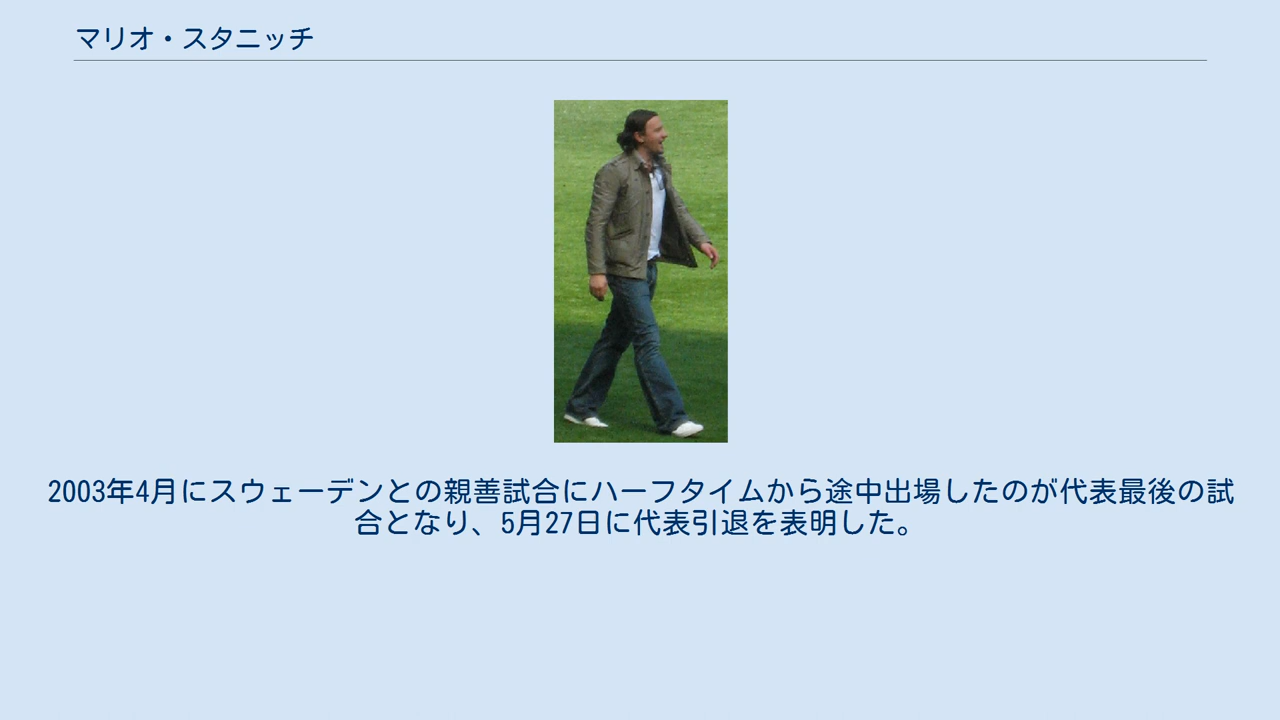 マリオ・スタニッチ
2003年4月にスウェーデンとの親善試合にハーフタイムから途中出場したのが代表最後の試
合となり、5月27日に代表引退を表明した。